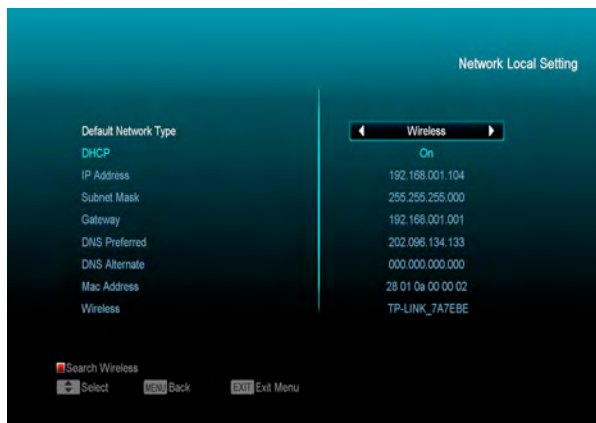 Network Local Setting
Default Network Type Wireless
DHCP On
IP Address 192.168.001.104
Subnet Mask 255.255.255.000
Gateway 192.168.001.001
DNS Preferred 202.096.134.133
DNS Alternate 000.000.000.000
Mac Address 28 01 0a 00 00 02
Wireless TP-LINK_7A7EBE
Search Wireless
Select MENU Back EXIT Exit Menu